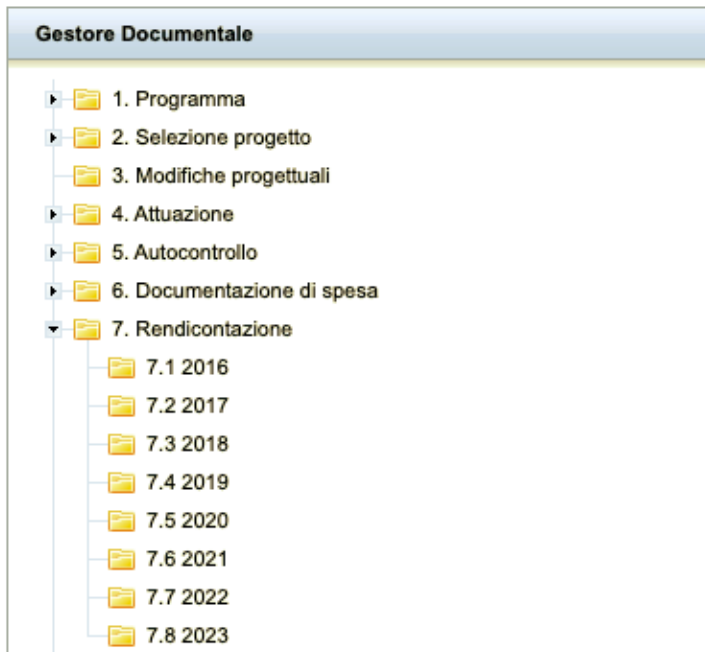 Gestore Documentale
1. Programma
2. Selezione progetto
3. Modifiche progettuali
4. Attuazione
5. Autocontrollo
6. Documentazione di spesa
7. Rendicontazione
7.1 2016
7.2 2017
7.3 2018
7.4 2019
7.5 2020
7.6 2021
7.7 2022
7.8 2023